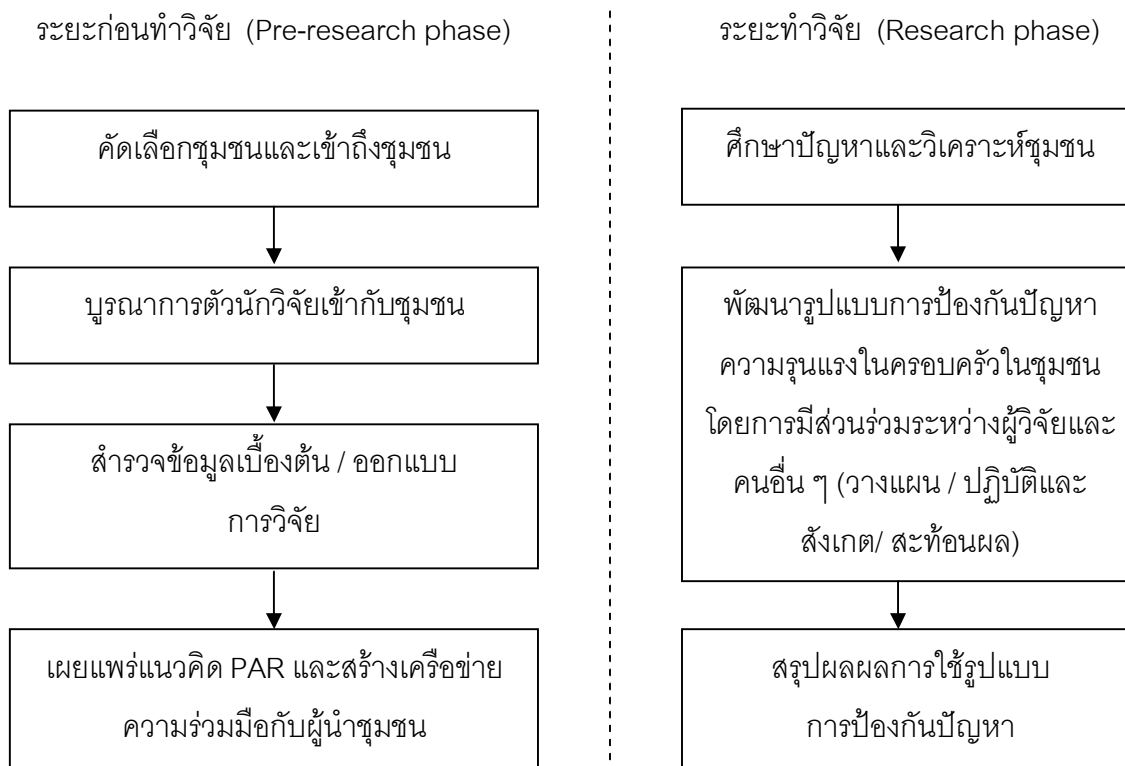 ระยะก่อนทำวิจัย (Pre-research phase)
คัดเลือกชุมชนและเข้าถึงชุมชน
บูรณาการตัวนักวิจัยเข้ากับชุมชน
สำรวจข้อมูลเบื้องต้น / ออกแบบ
การวิจัย
เผยแพร่แนวคิด PAR และสร้างเครือข่าย
ความร่วมมือกับผู้นำชุมชน
ระยะทำวิจัย (Research phase)
ศึกษาปัญหาและวิเคราะห์ชุมชน
พัฒนารูปแบบการป้องกันปัญหา
ความรุนแรงในครอบครัวในชุมชน
โดยการมีส่วนร่วมระหว่างผู้วิจัยและ
คนอื่น ๆ (วางแผน / ปฏิบัติและ
สังเกต/ สะท้อนผล)
สรุปผลผลการใช้รูปแบบ
การป้องกันปัญหา